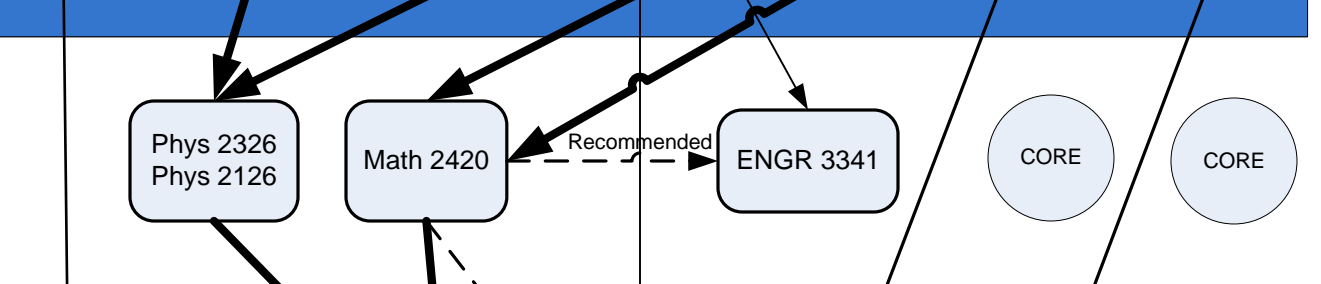 Phys 2326
Phys 2126
Math 2420
Recommended
ENGR 3341
CORE
CORE